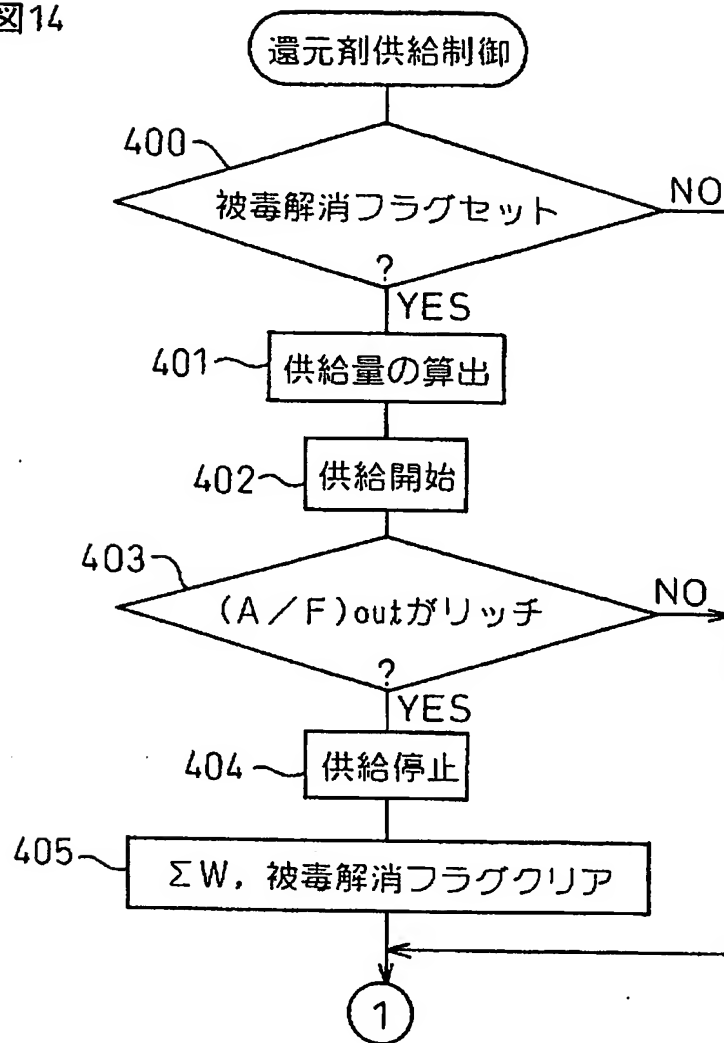 図14
還元剤供給制御
400
被毒解消フラグセット
?
NO
YES
401
供給量の算出
402
供給開始
403
(A/F)outがリッチ
?
NO
YES
404
供給停止
405
ΣW, 被毒解消フラグクリア
1